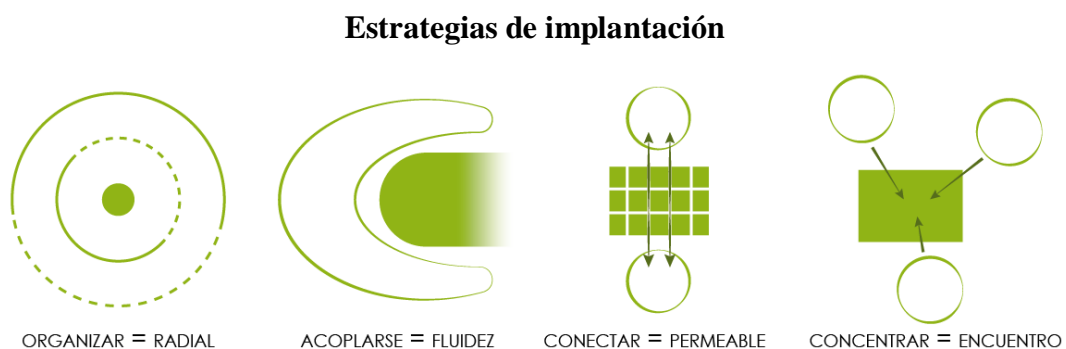 Estrategias de implantación
ORGANIZAR = RADIAL
ACOPLARSE = FLUIDEZ
CONECTAR = PERMEABLE
CONCENTRAR = ENCUENTRO